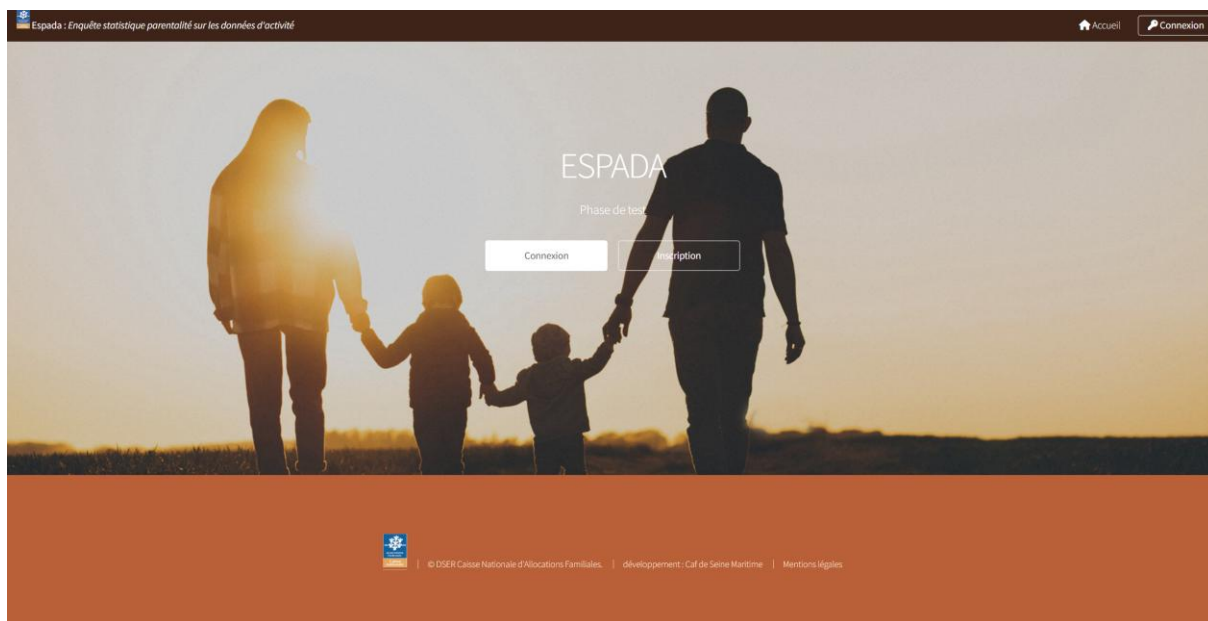 Espada : Enquête statistique parentalité sur les données d'activité
Accueil
Connexion
ESPADA
Phase de test
Connexion
Inscription
| © DSER Caisse Nationale d'Allocations Familiales. | développement : Caf de Seine Maritime | Mentions légales